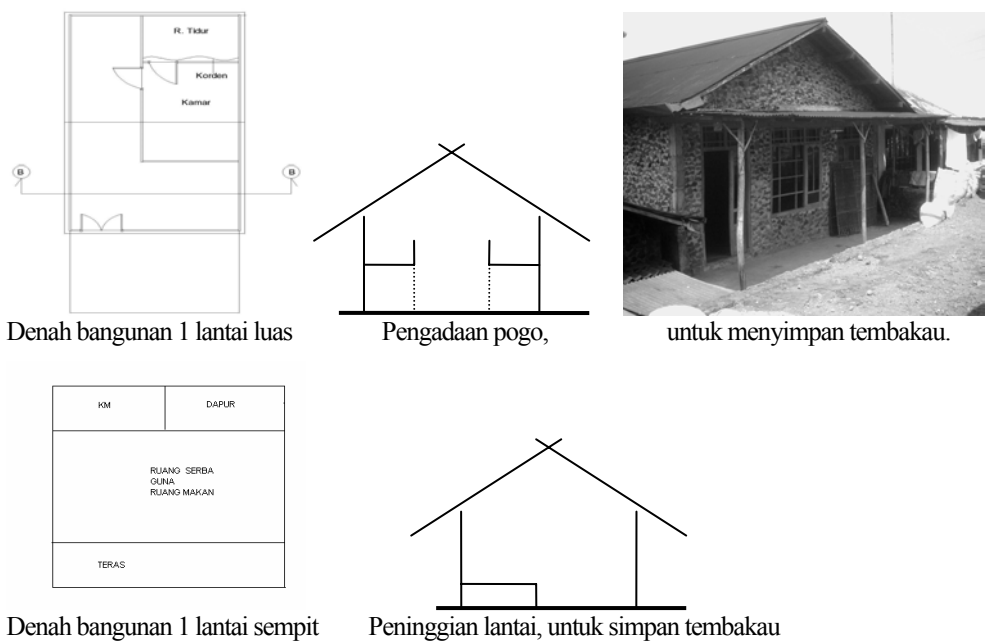 R. Tidur
Korden
Kamar
B
B
Denah bangunan 1 lantai luas
Pengadaan pogo,
untuk menyimpan tembakau.
KM
DAPUR
RUANG SERBA
GUNA
RUANG MAKAN
TERAS
Denah bangunan 1 lantai sempit
Peninggian lantai, untuk simpan tembakau